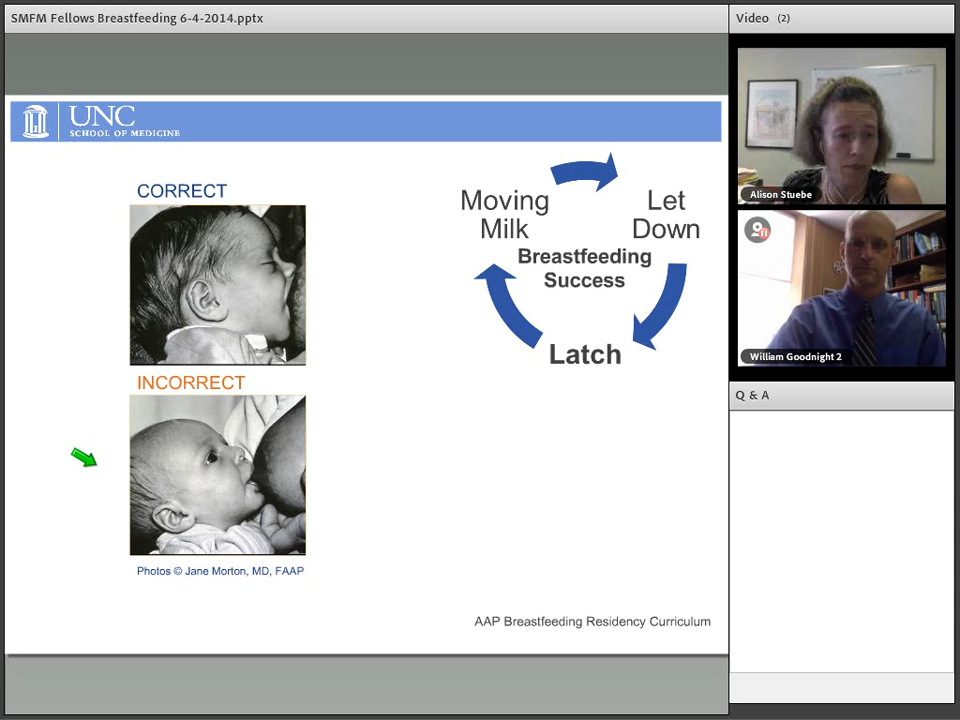 SMFM Fellows Breastfeeding 6-4-2014.pptx
UNC
SCHOOL OF MEDICINE
CORRECT
INCORRECT
Photos © Jane Morton, MD, FAAP
Moving
Milk
Let
Down
Breastfeeding
Success
Latch
AAP Breastfeeding Residency Curriculum
Video (2)
Alison Stuebe
William Goodnight 2
Q & A